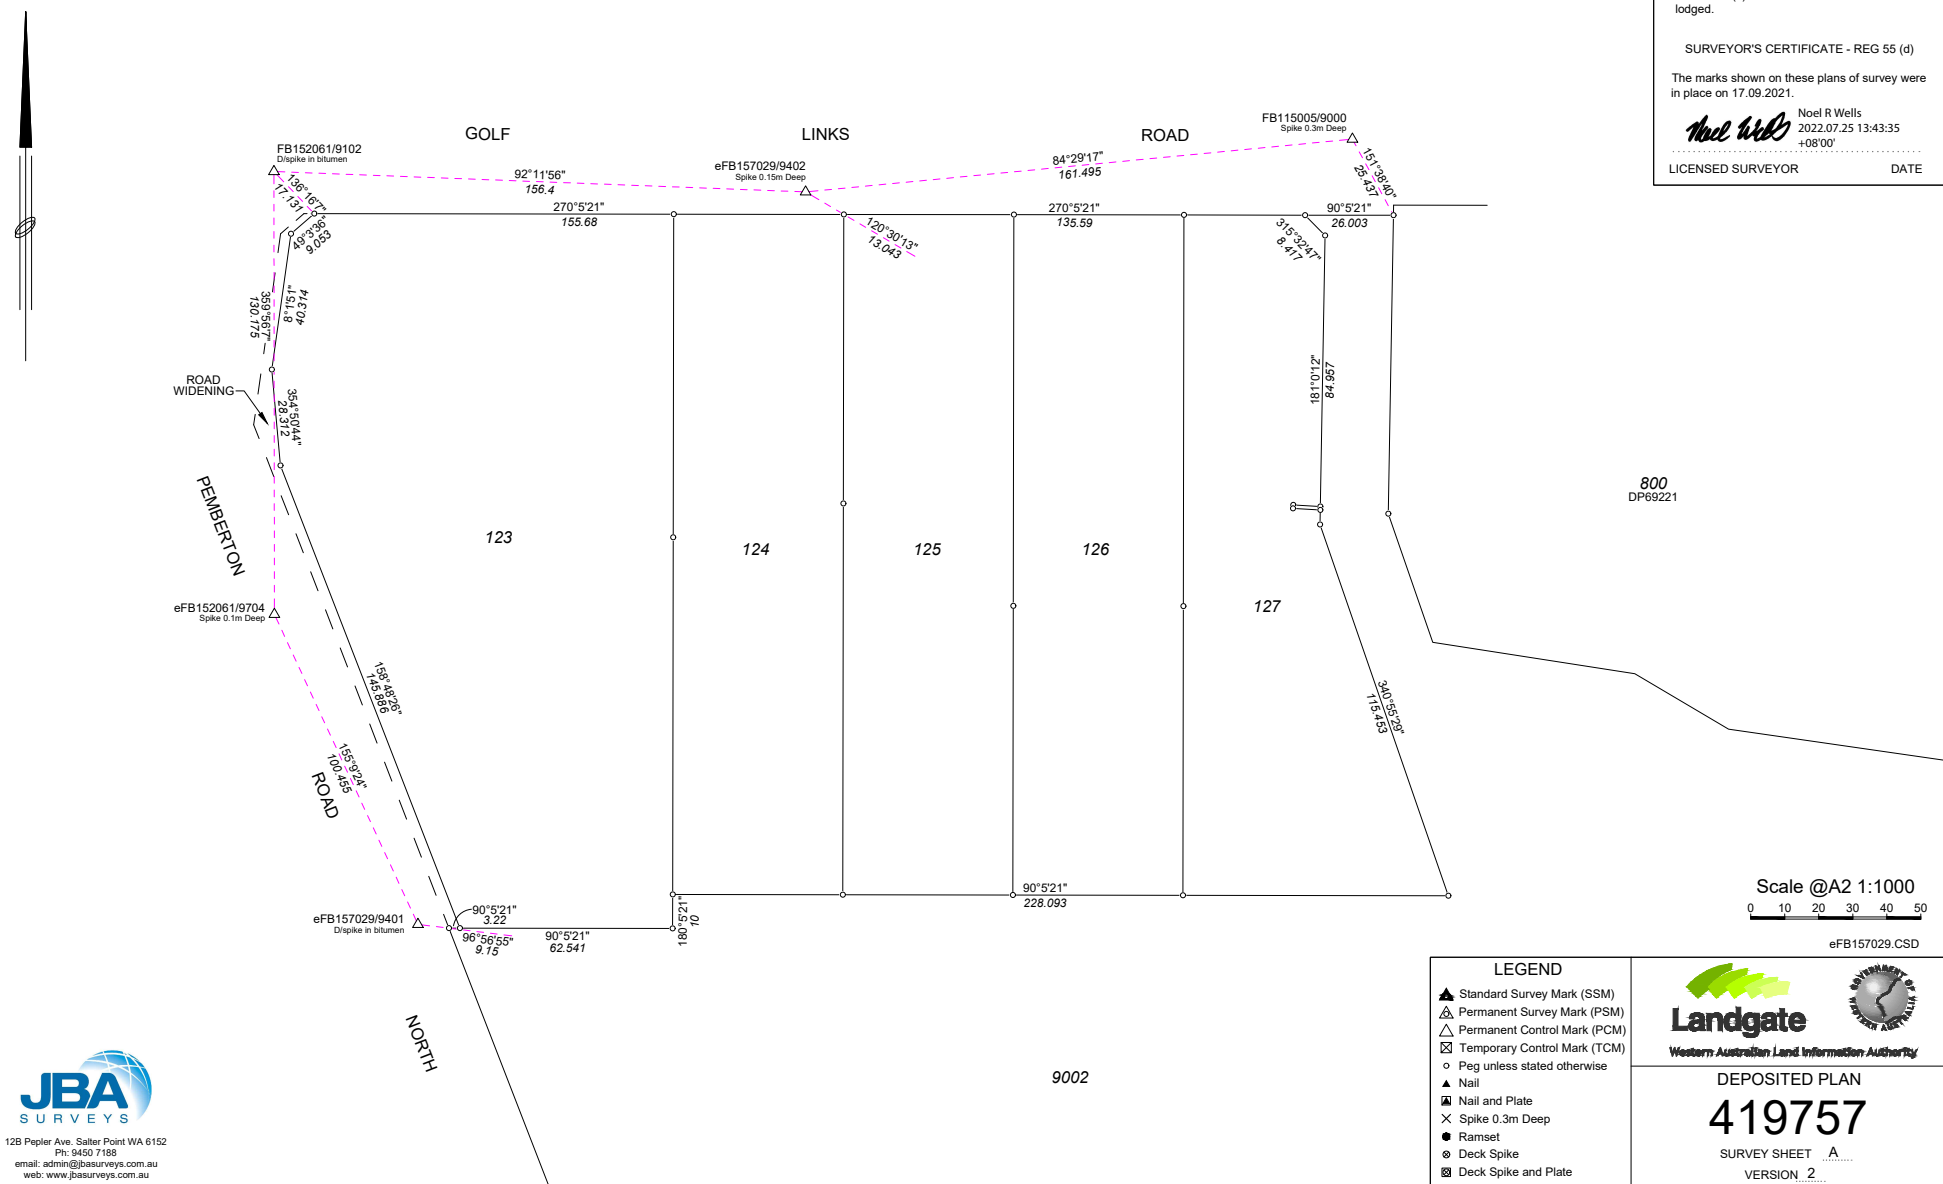 lodged.
SURVEYOR'S CERTIFICATE - REG 55 (d)
The marks shown on these plans of survey were
in place on 17.09.2021.
Noel R Wells
2022.07.25 13:43:35
+08'00'
LICENSED SURVEYOR DATE
GOLF LINKS ROAD
FB115005/9000
Spike 0.3m Deep
FB152061/9102
D/spike in bitumen
eFB157029/9402
Spike 0.15m Deep
84°29'17"
161.495
151°38'40"
25.437
92°11'56"
156.4
136°16'7"
17.131
270°5'21"
155.68
270°5'21"
135.59
90°5'21"
26.003
49°3'36"
9.053
120°30'13"
13.043
315°32'47"
8.417
359°56'7"
130.175
8°1'51"
40.314
181°0'12"
84.957
ROAD
WIDENING
354°50'44"
28.312
PEMBERTON
123
124
125
126
127
800
DP69221
eFB152061/9704
Spike 0.1m Deep
158°48'26"
145.886
340°55'29"
115.453
155°9'24"
100.455
ROAD
90°5'21"
228.093
eFB157029/9401
D/spike in bitumen
90°5'21"
3.22
96°56'55"
9.15
90°5'21"
62.541
180°5'21"
10
NORTH
9002
Scale @A2 1:1000
0 10 20 30 40 50
eFB157029.CSD
LEGEND
Standard Survey Mark (SSM)
Permanent Survey Mark (PSM)
Permanent Control Mark (PCM)
Temporary Control Mark (TCM)
Peg unless stated otherwise
Nail
Nail and Plate
Spike 0.3m Deep
Ramset
Deck Spike
Deck Spike and Plate
Landgate
Western Australian Land Information Authority
GOVERNMENT OF
WESTERN AUSTRALIA
DEPOSITED PLAN
419757
SURVEY SHEET A
VERSION 2
JBA
SURVEYS
12B Pepler Ave. Salter Point WA 6152
Ph: 9450 7188
email: admin@jbasurveys.com.au
web: www.jbasurveys.com.au